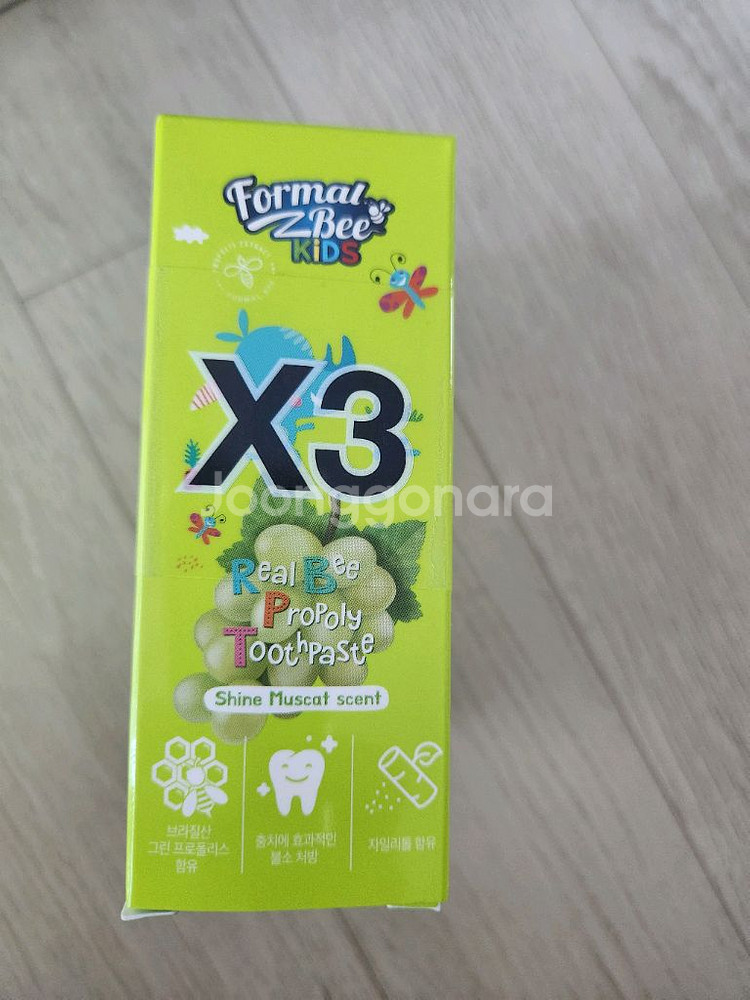 Formal
Bee
KiDS
PROPOLIS EXTRACT
X3
joonggonara
Real Bee
Propoly
Toothpaste
Shine Muscat scent
브라질산
그린 프로폴리스
함유
충치에 효과적인
불소 처방
자일리톨 함유